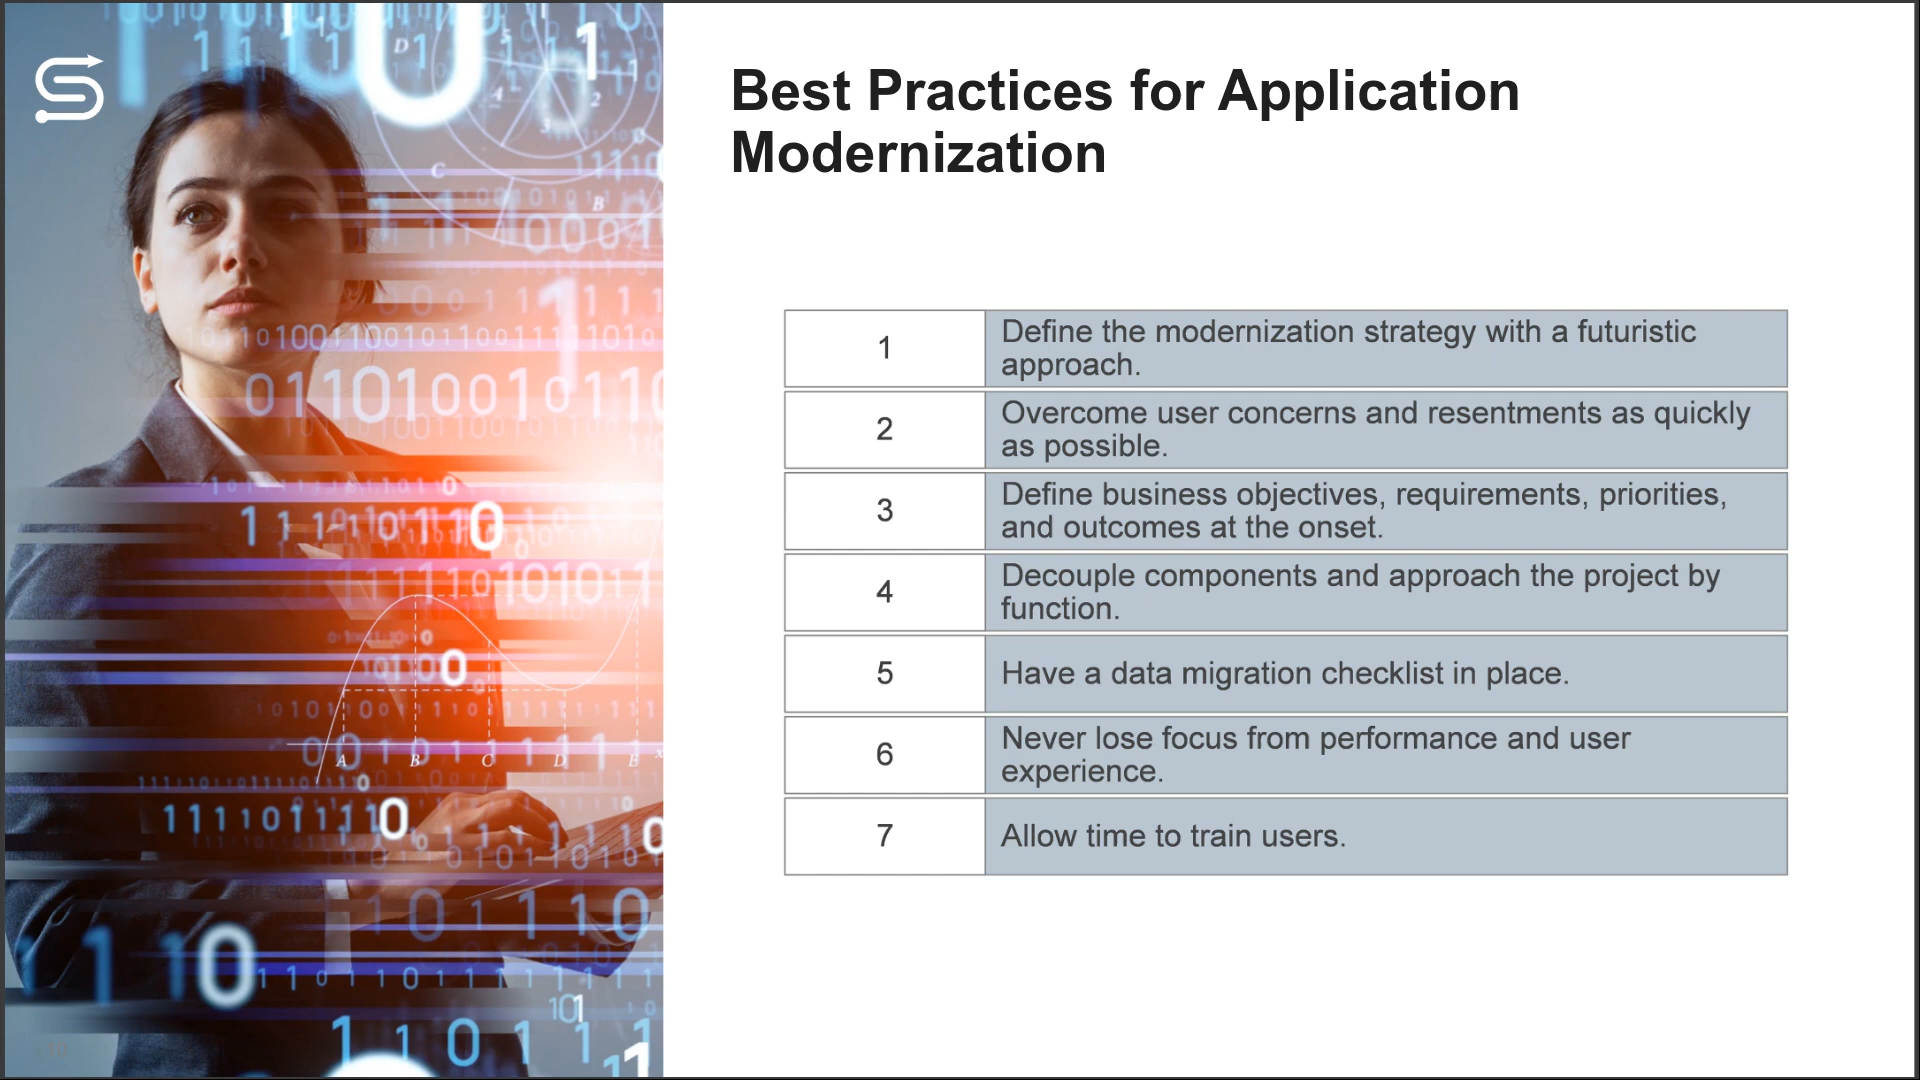 Best Practices for Application
Modernization
1
Define the modernization strategy with a futuristic
approach.
2
Overcome user concerns and resentments as quickly
as possible.
3
Define business objectives, requirements, priorities,
and outcomes at the onset.
4
Decouple components and approach the project by
function.
5
Have a data migration checklist in place.
6
Never lose focus from performance and user
experience.
7
Allow time to train users.